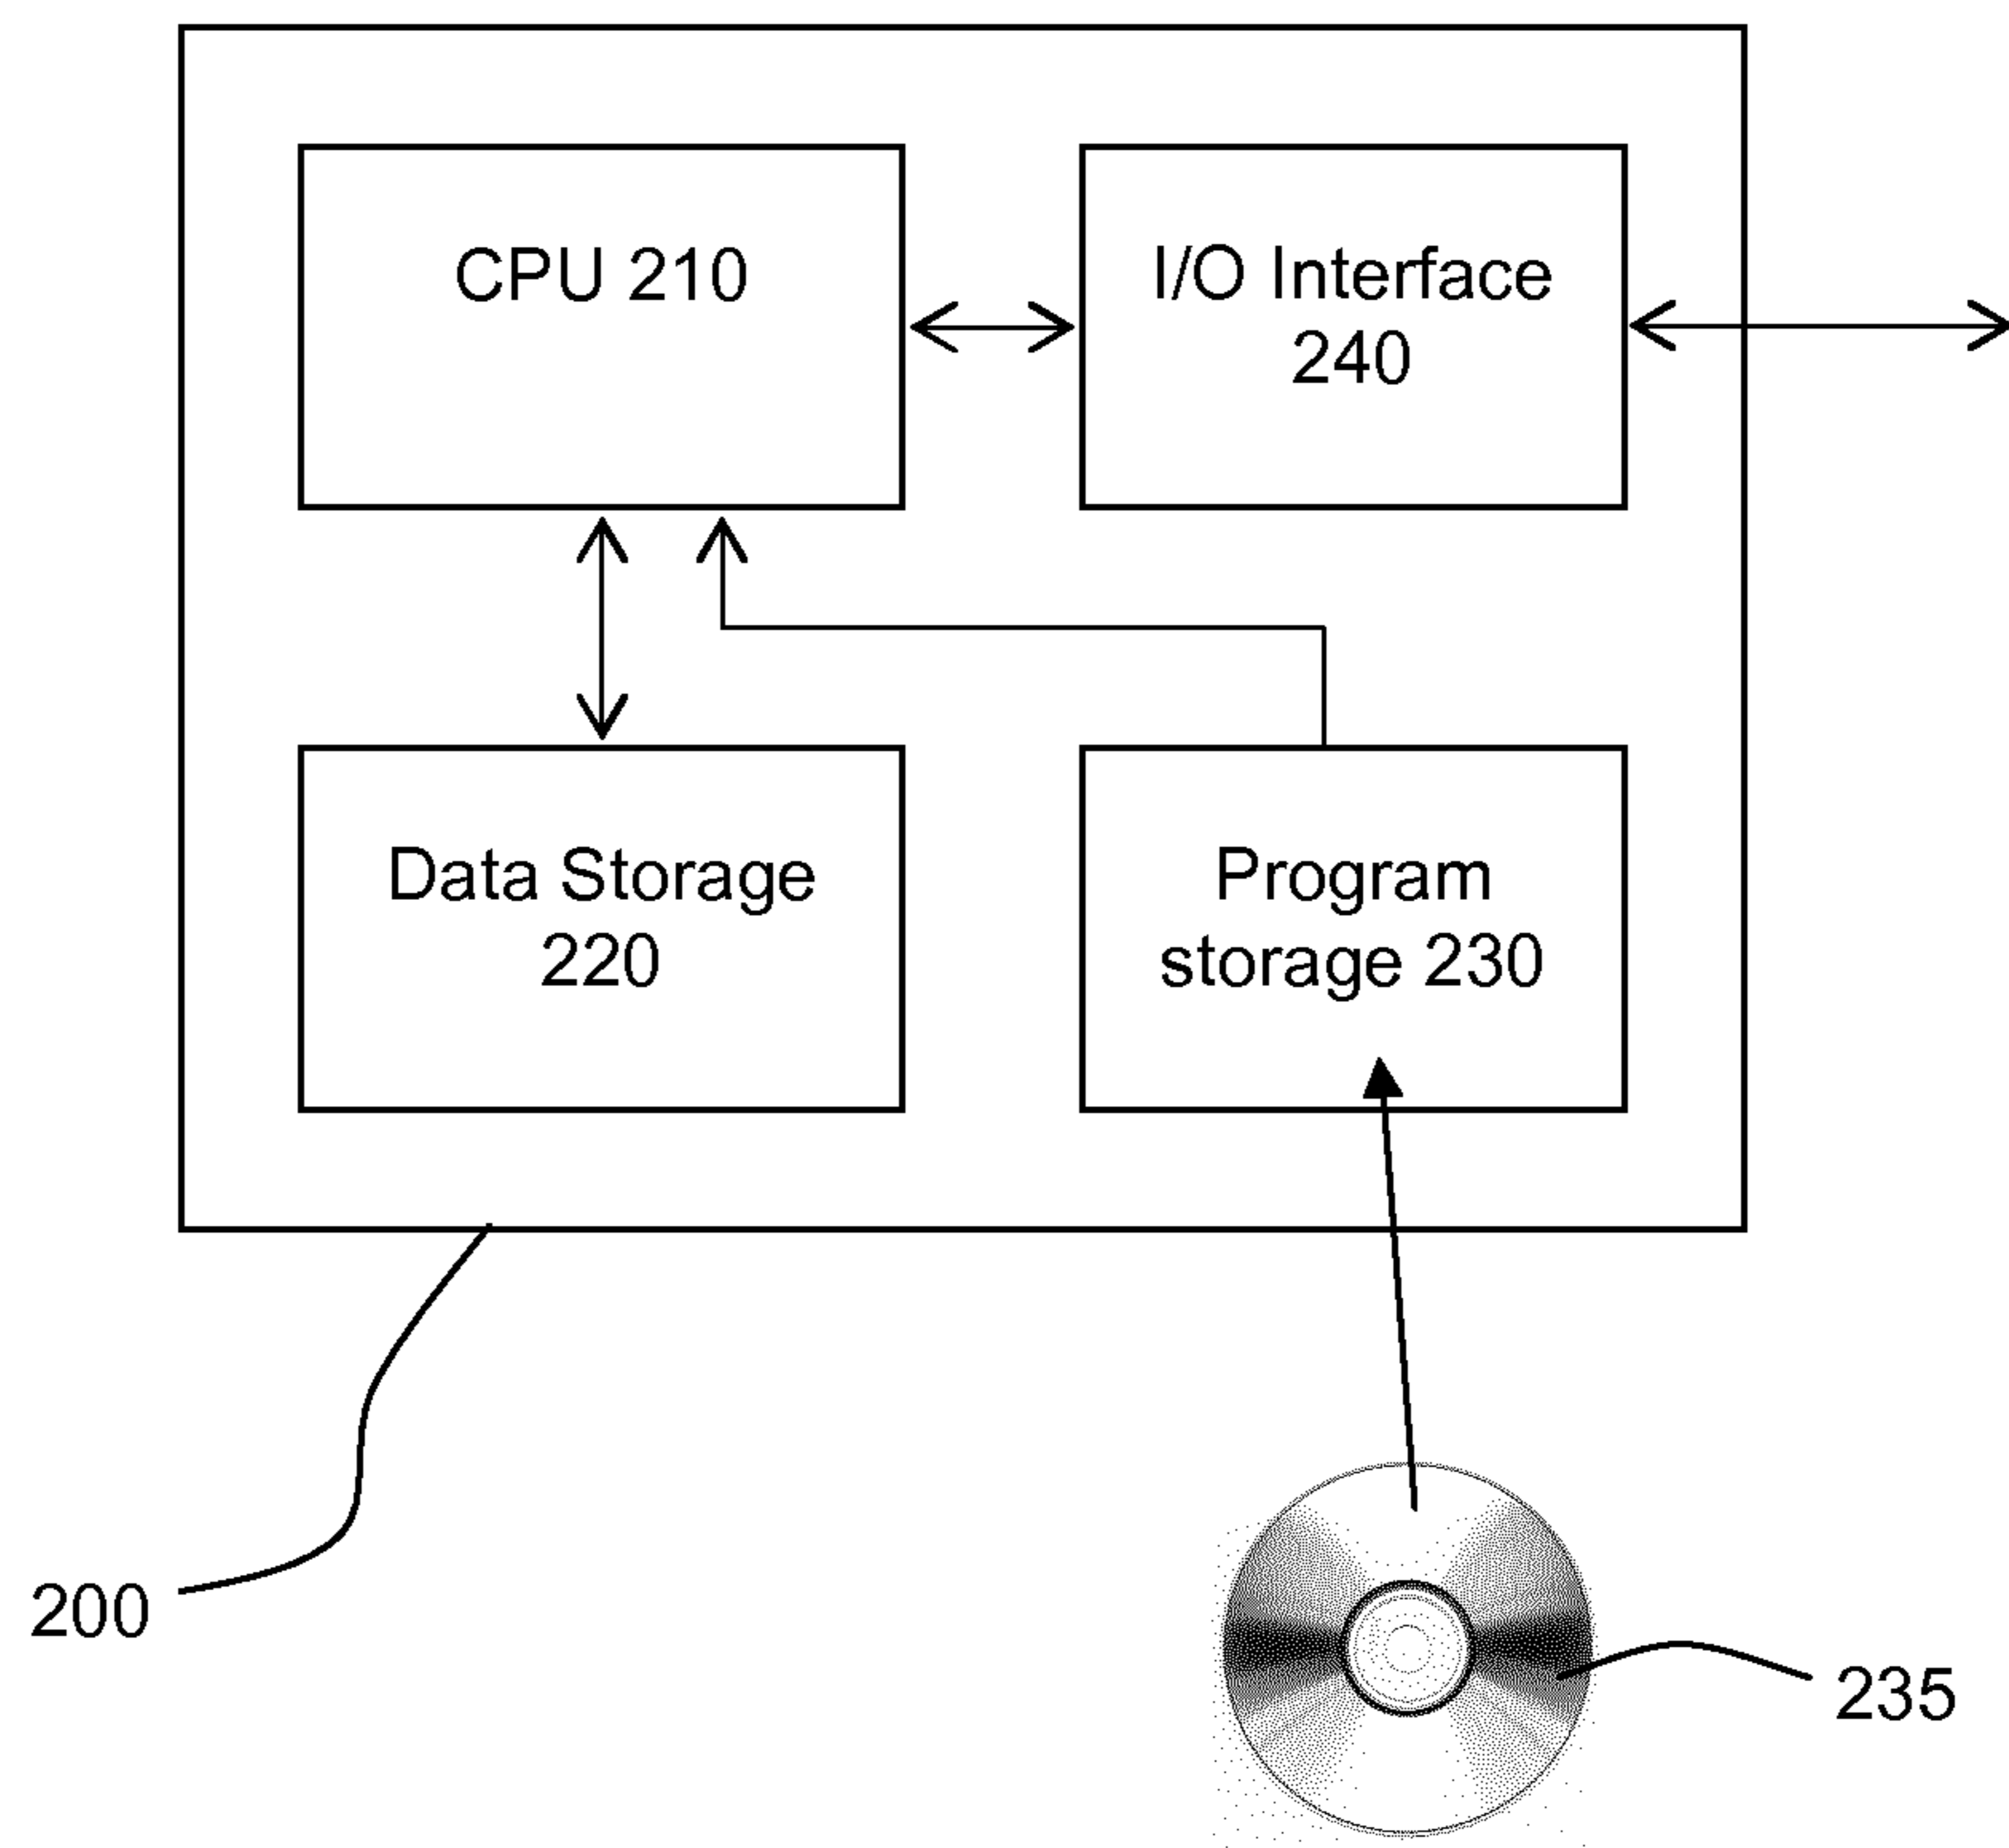 CPU 210
I/O Interface
240
Data Storage
220
Program
storage 230
200
235